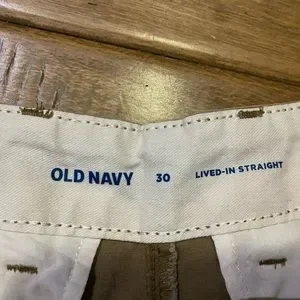 OLD NAVY 30 LIVED-IN STRAIGHT